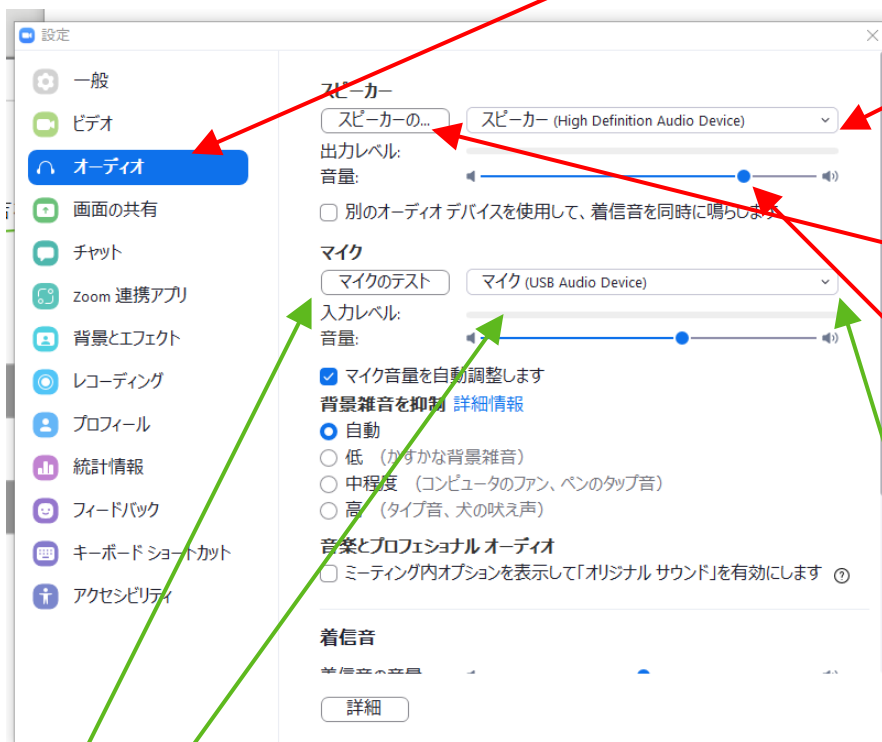 設定
一般
ビデオ
オーディオ
画面の共有
チャット
Zoom 連携アプリ
背景とエフェクト
レコーディング
プロフィール
統計情報
フィードバック
キーボード ショートカット
アクセシビリティ
スピーカー
スピーカーの... スピーカー (High Definition Audio Device)
出力レベル:
音量:
別のオーディオ デバイスを使用して、着信音を同時に鳴らします
マイク
マイクのテスト マイク (USB Audio Device)
入力レベル:
音量:
マイク音量を自動調整します
背景雑音を抑制 詳細情報
自動
低 (かすかな背景雑音)
中程度 (コンピュータのファン、ペンのタップ音)
高 (タイプ音、犬の吠え声)
音楽とプロフェショナル オーディオ
ミーティング内オプションを表示して「オリジナル サウンド」を有効にします ?
着信音
着信音の音量
詳細